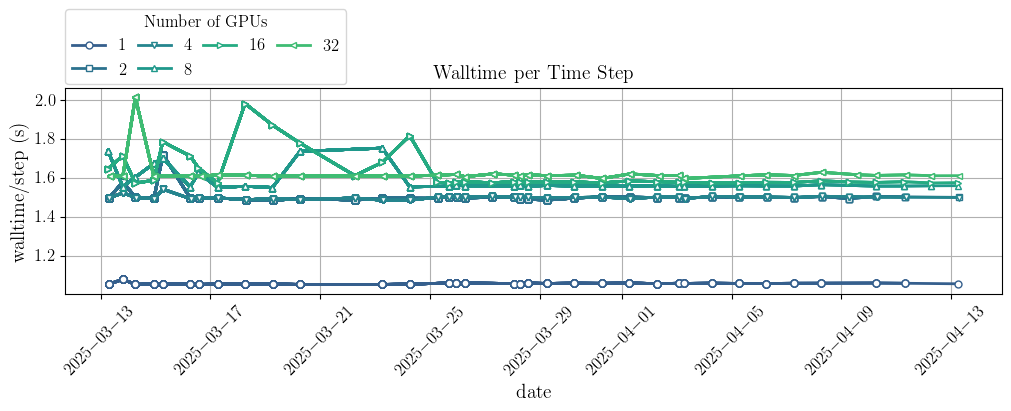 Number of GPUs
1 4 16 32
2 8
Walltime per Time Step
walltime/step (s)
2.0
1.8
1.6
1.4
1.2
2025−03−13 2025−03−17 2025−03−21 2025−03−25 2025−03−29 2025−04−01 2025−04−05 2025−04−09 2025−04−13
date